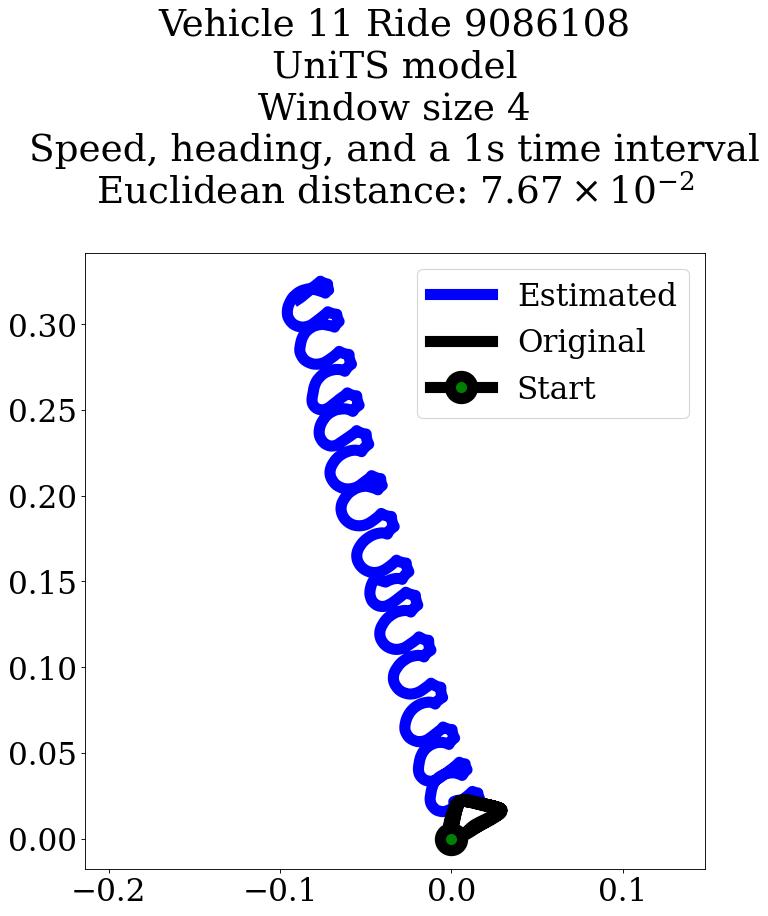 Vehicle 11 Ride 9086108
UniTS model
Window size 4
Speed, heading, and a 1s time interval
Euclidean distance: 7.67 × 10⁻²
Estimated
Original
Start
0.30
0.25
0.20
0.15
0.10
0.05
0.00
−0.2 −0.1 0.0 0.1